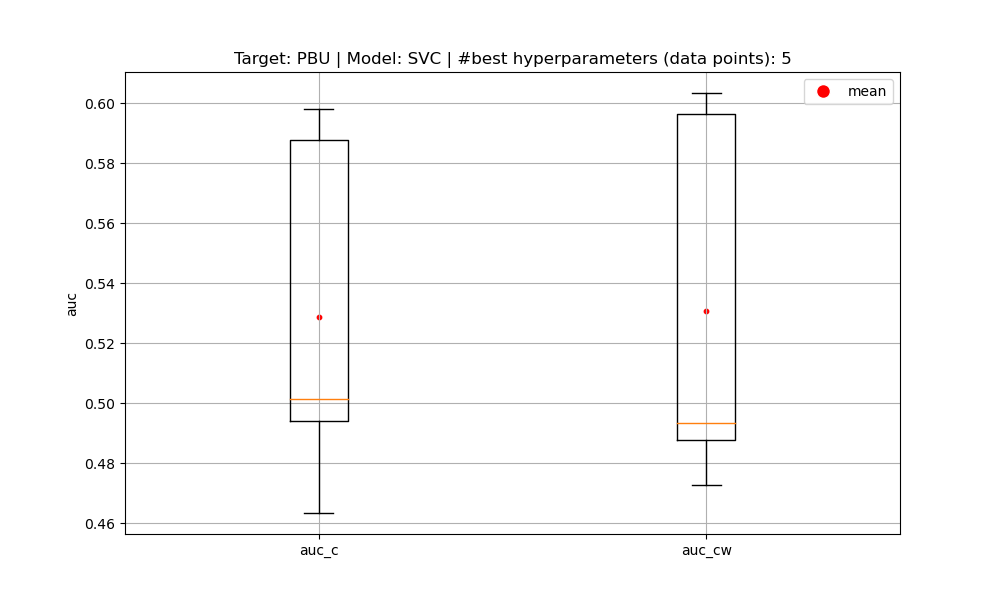 Target: PBU | Model: SVC | #best hyperparameters (data points): 5
mean
0.60
0.58
0.56
0.54
0.52
0.50
0.48
0.46
auc
auc_c
auc_cw